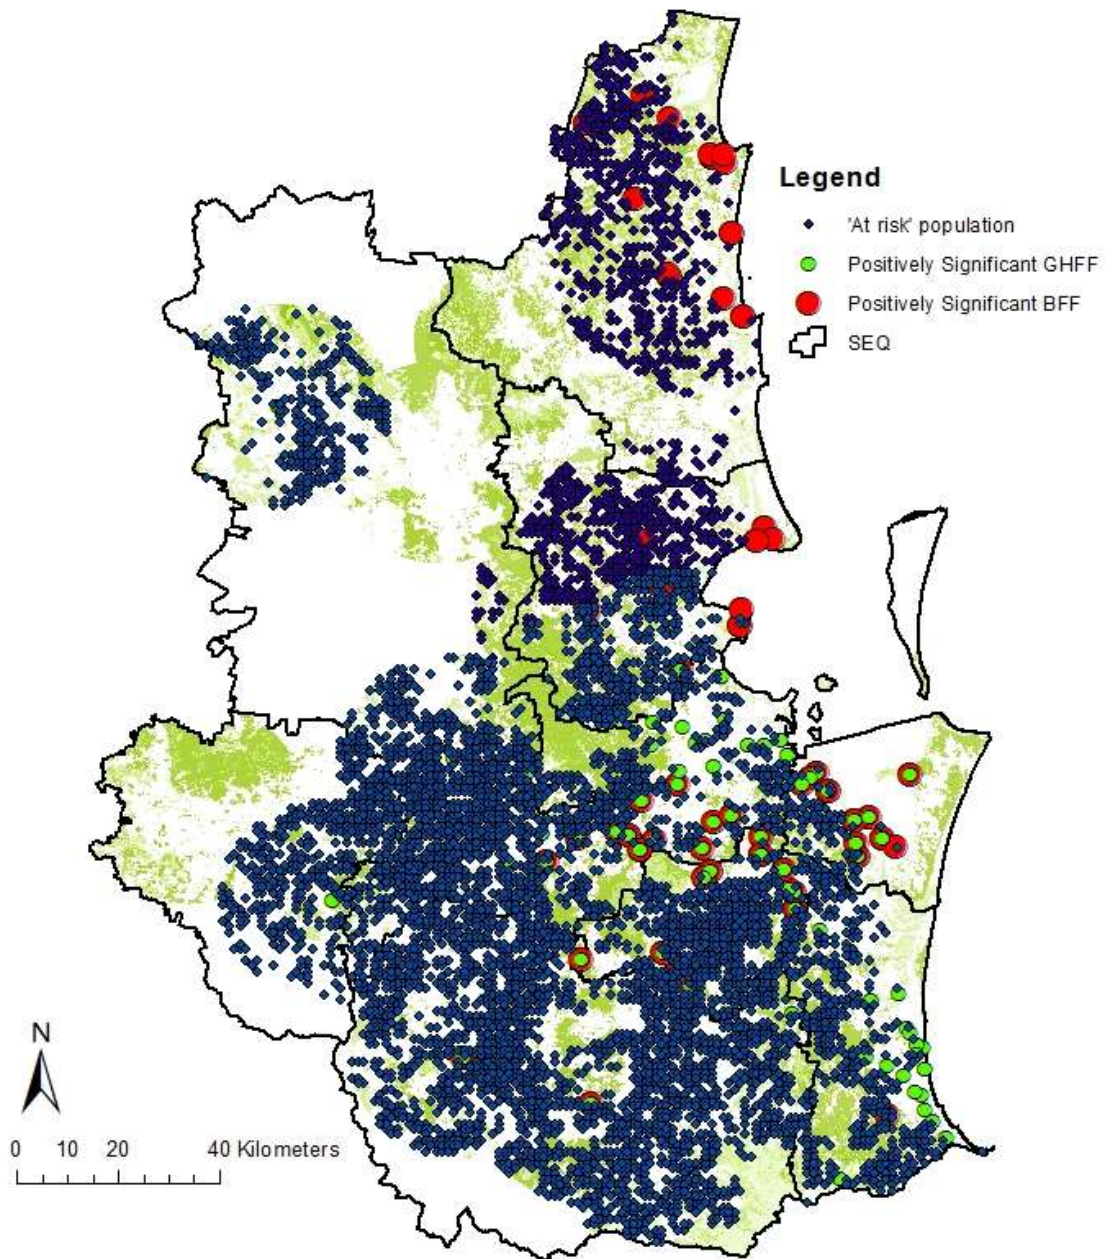 Legend
'At risk' population
Positively Significant GHFF
Positively Significant BFF
SEQ
N
0 10 20 40 Kilometers